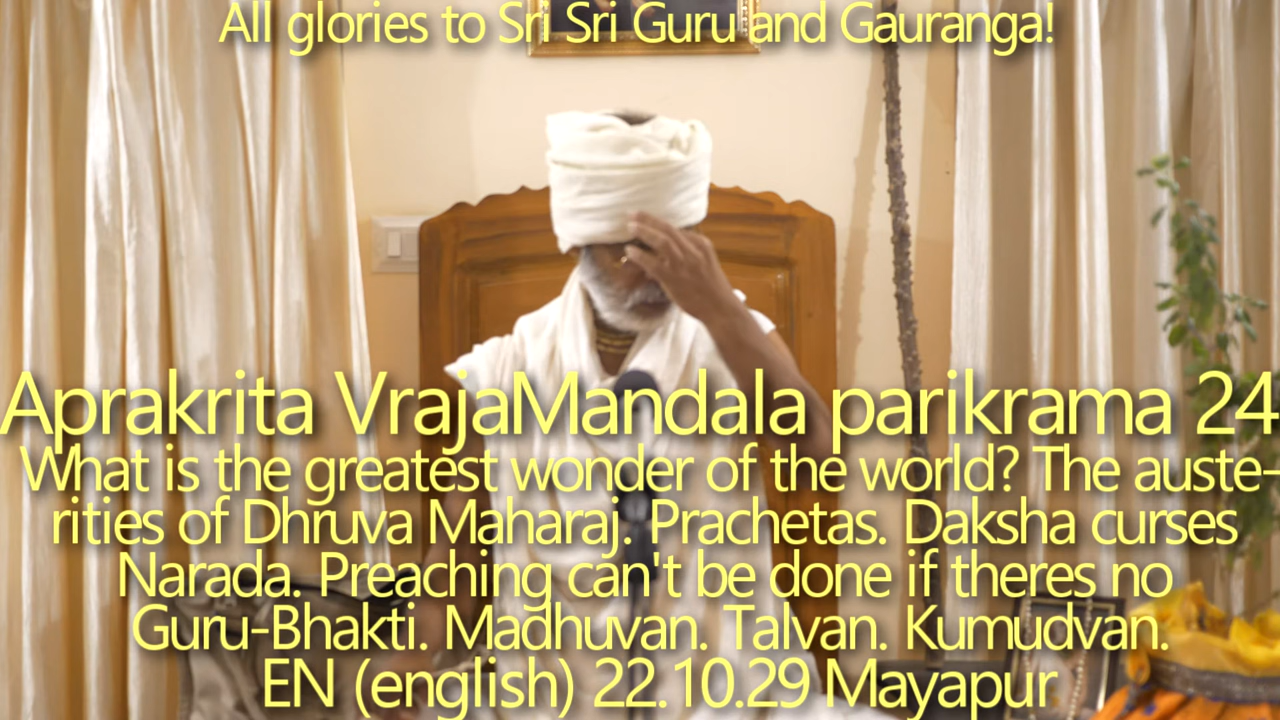 All glories to Sri Sri Guru and Gauranga!
Aprakrita VrajaMandala parikrama 24
What is the greatest wonder of the world? The auste-
rities of Dhruva Maharaj. Prachetas. Daksha curses
Narada. Preaching can't be done if theres no
Guru-Bhakti. Madhuvan. Talvan. Kumudvan.
EN (english) 22.10.29 Mayapur